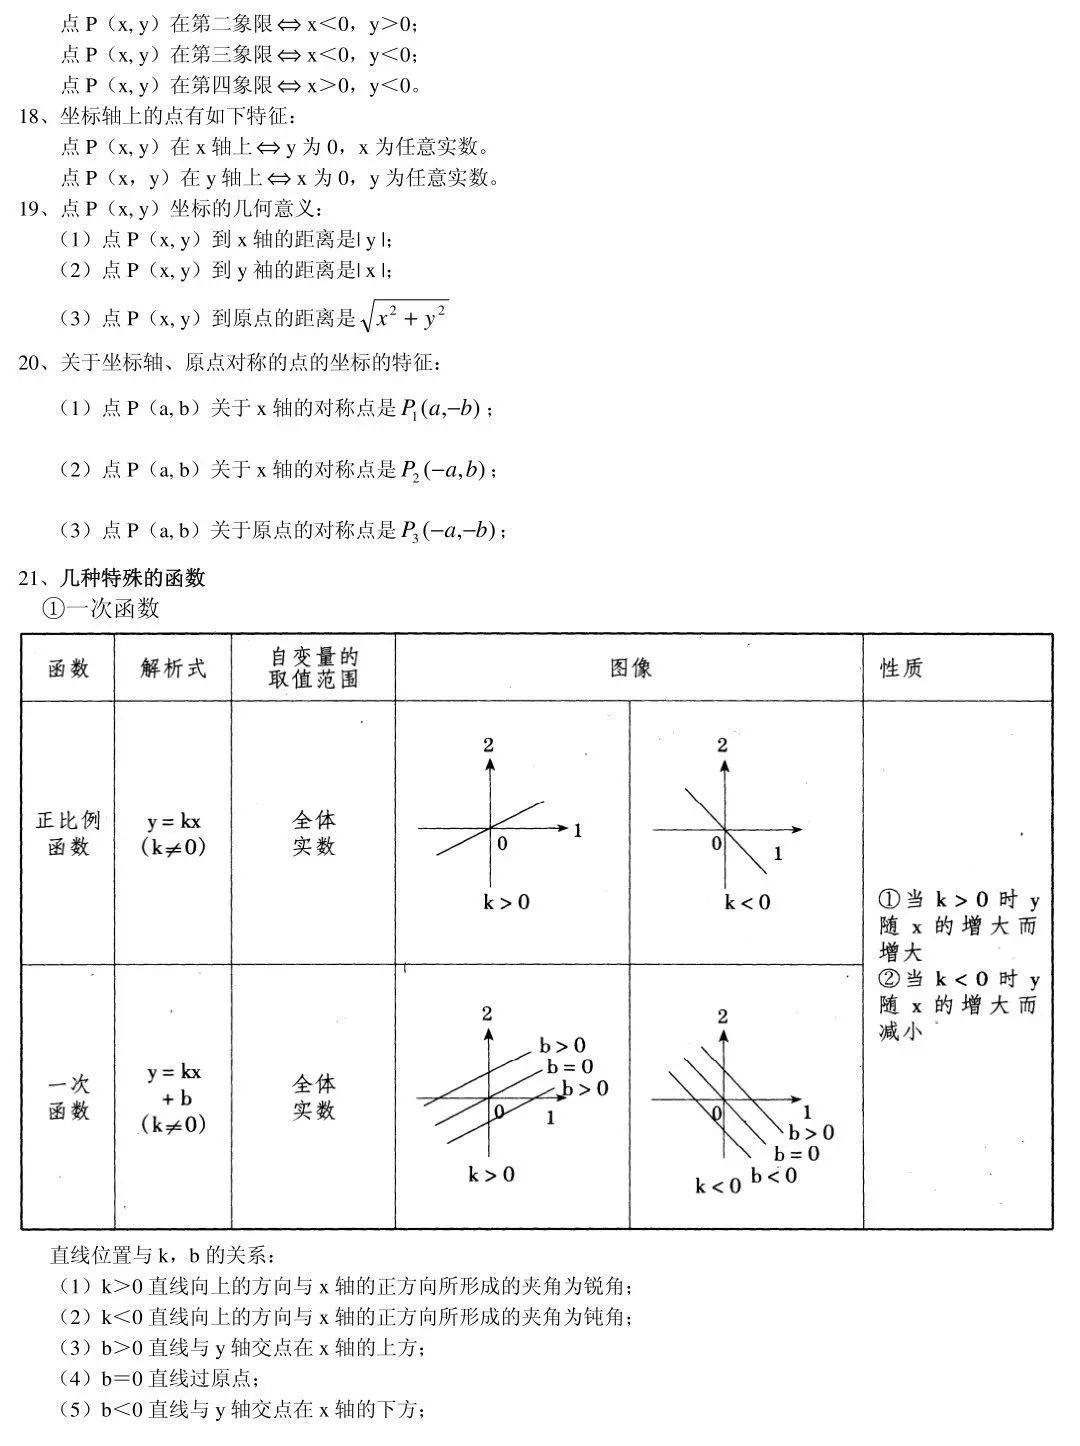 点 P（x, y）在第二象限⇔x＜0，y＞0；
点 P（x, y）在第三象限⇔x＜0，y＜0；
点 P（x, y）在第四象限⇔x＞0，y＜0。
18、坐标轴上的点有如下特征：
点 P（x, y）在 x 轴上⇔y 为 0，x 为任意实数。
点 P（x，y）在 y 轴上⇔x 为 0，y 为任意实数。
19、点 P（x, y）坐标的几何意义：
（1）点 P（x, y）到 x 轴的距离是| y |；
（2）点 P（x, y）到 y 袖的距离是| x |；
（3）点 P（x, y）到原点的距离是 √(x² + y²)
20、关于坐标轴、原点对称的点的坐标的特征：
（1）点 P（a, b）关于 x 轴的对称点是 P₁(a,−b)；
（2）点 P（a, b）关于 x 轴的对称点是 P₂(−a,b)；
（3）点 P（a, b）关于原点的对称点是 P₃(−a,−b)；
21、几种特殊的函数
①一次函数
函数 解析式 自变量的取值范围 图像 性质
正比例
函数
y = kx
(k≠0)
全体
实数
2
1
0
k > 0
2
0
1
k < 0
①当 k > 0 时 y
随 x 的增大而
增大
②当 k < 0 时 y
随 x 的增大而
减小
一次
函数
y = kx
+ b
(k≠0)
全体
实数
2
b > 0
b = 0
b > 0
0
1
k > 0
2
0
1
b > 0
b = 0
b < 0
k < 0
直线位置与 k，b 的关系：
（1）k＞0 直线向上的方向与 x 轴的正方向所形成的夹角为锐角；
（2）k＜0 直线向上的方向与 x 轴的正方向所形成的夹角为钝角；
（3）b＞0 直线与 y 轴交点在 x 轴的上方；
（4）b＝0 直线过原点；
（5）b＜0 直线与 y 轴交点在 x 轴的下方；